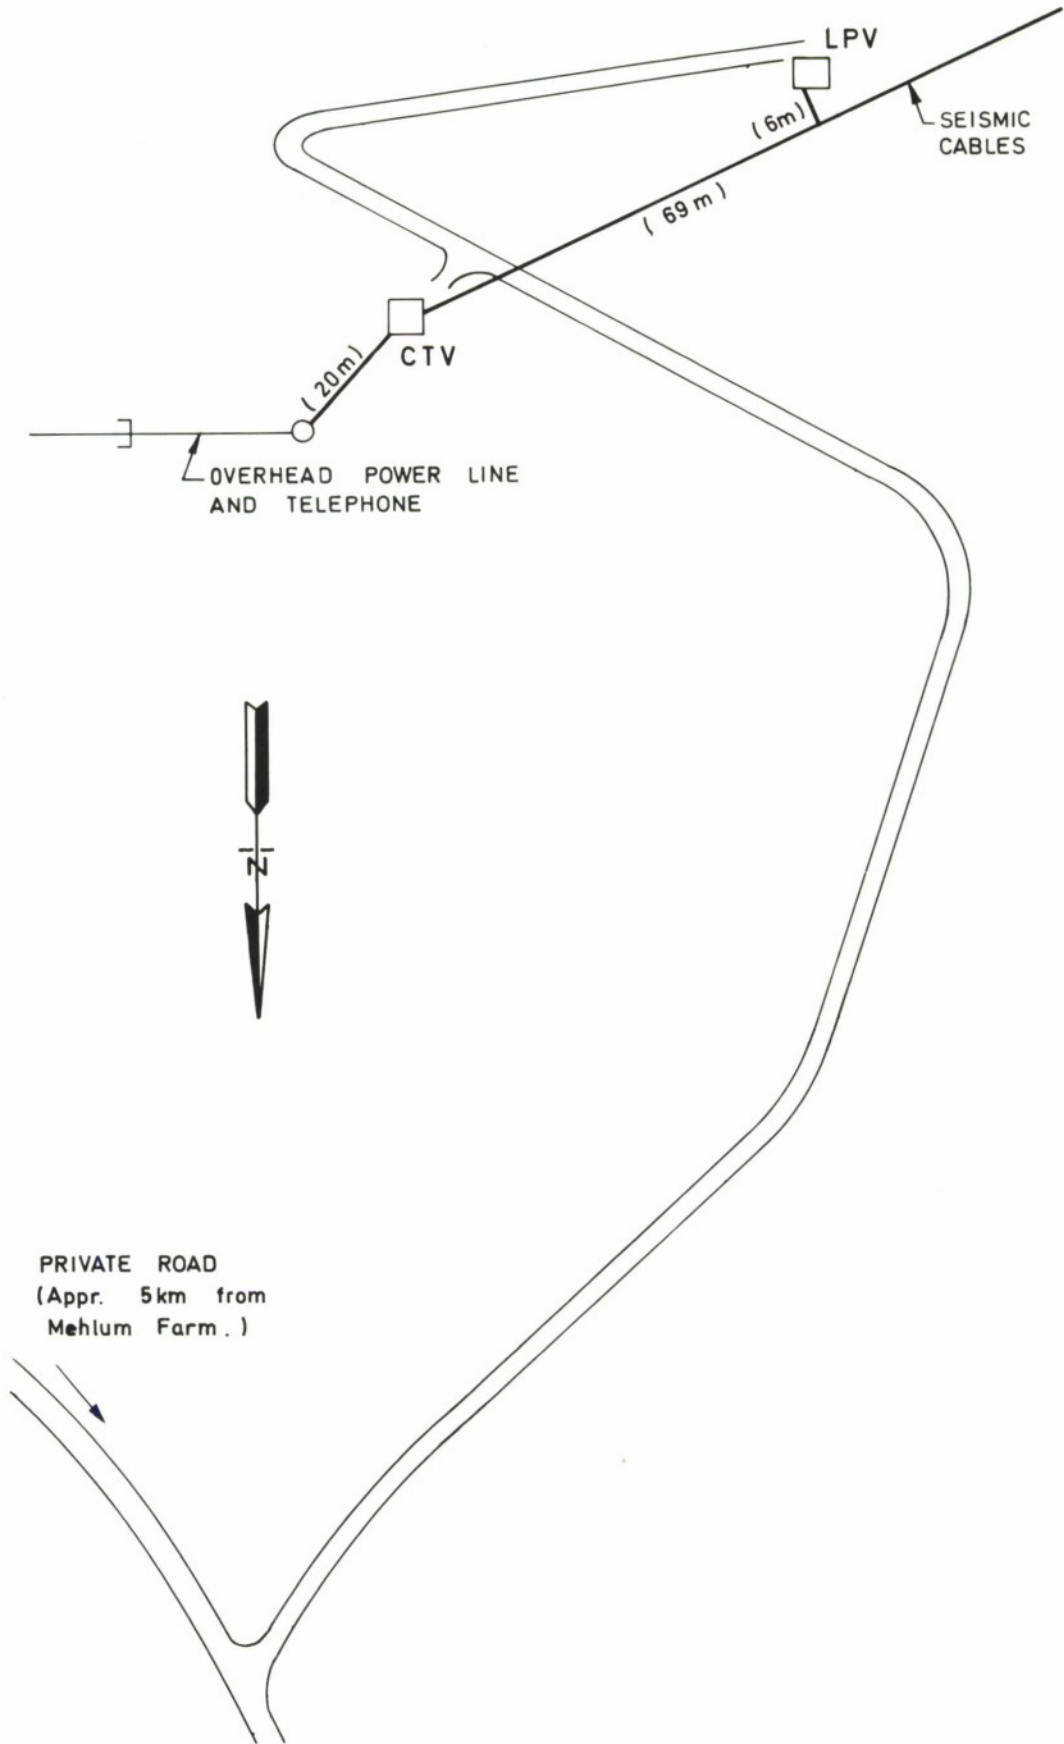 LPV
(6m)
SEISMIC
CABLES
(69m)
CTV
(20m)
OVERHEAD POWER LINE
AND TELEPHONE
N
PRIVATE ROAD
(Appr. 5km from
Mehlum Farm.)